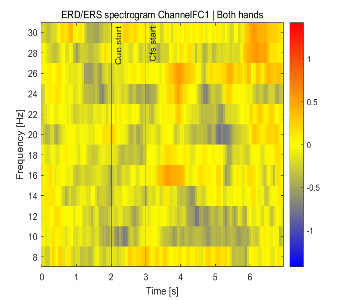 ERD/ERS spectrogram ChannelFC1 | Both hands
Frequency [Hz]
30
28
26
24
22
20
18
16
14
12
10
8
Cue start
Cfs start
0 1 2 3 4 5 6
Time [s]
1
0.5
0
-0.5
-1